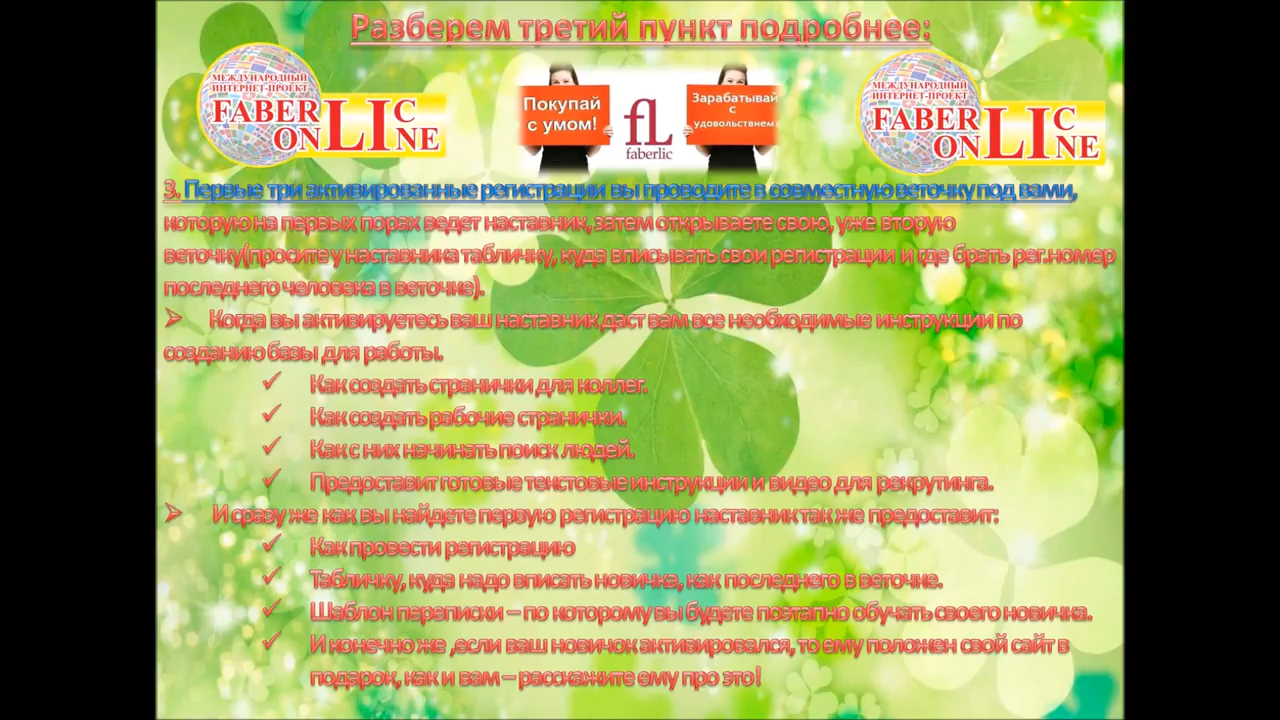 Разберем третий пункт подробнее:
МЕЖДУНАРОДНЫЙ
ИНТЕРНЕТ-ПРОЕКТ
FABERLIC
ONLINE
Покупай
с умом!
fL
faberlic
Зарабатывай
с
удовольствием
МЕЖДУНАРОДНЫЙ
ИНТЕРНЕТ-ПРОЕКТ
FABERLIC
ONLINE
3. Первые три активированные регистрации вы проводите в совместную веточку под вами,
которую на первых порах ведет наставник, затем открываете свою, уже вторую
веточку(просите у наставника табличку, куда вписывать свои регистрации и где брать рег.номер
последнего человека в веточке).
➢ Когда вы активируетесь ваш наставник даст вам все необходимые инструкции по
созданию базы для работы.
✓ Как создать странички для коллег.
✓ Как создать рабочие странички.
✓ Как с них начинать поиск людей.
✓ Предоставит готовые текстовые инструкции и видео для рекрутинга.
➢ И сразу же как вы найдете первую регистрацию наставник так же предоставит:
✓ Как провести регистрацию
✓ Табличку, куда надо вписать новичка, как последнего в веточке.
✓ Шаблон переписки – по которому вы будете поэтапно обучать своего новичка.
✓ И конечно же ,если ваш новичок активировался, то ему положен свой сайт в
подарок, как и вам – расскажите ему про это!